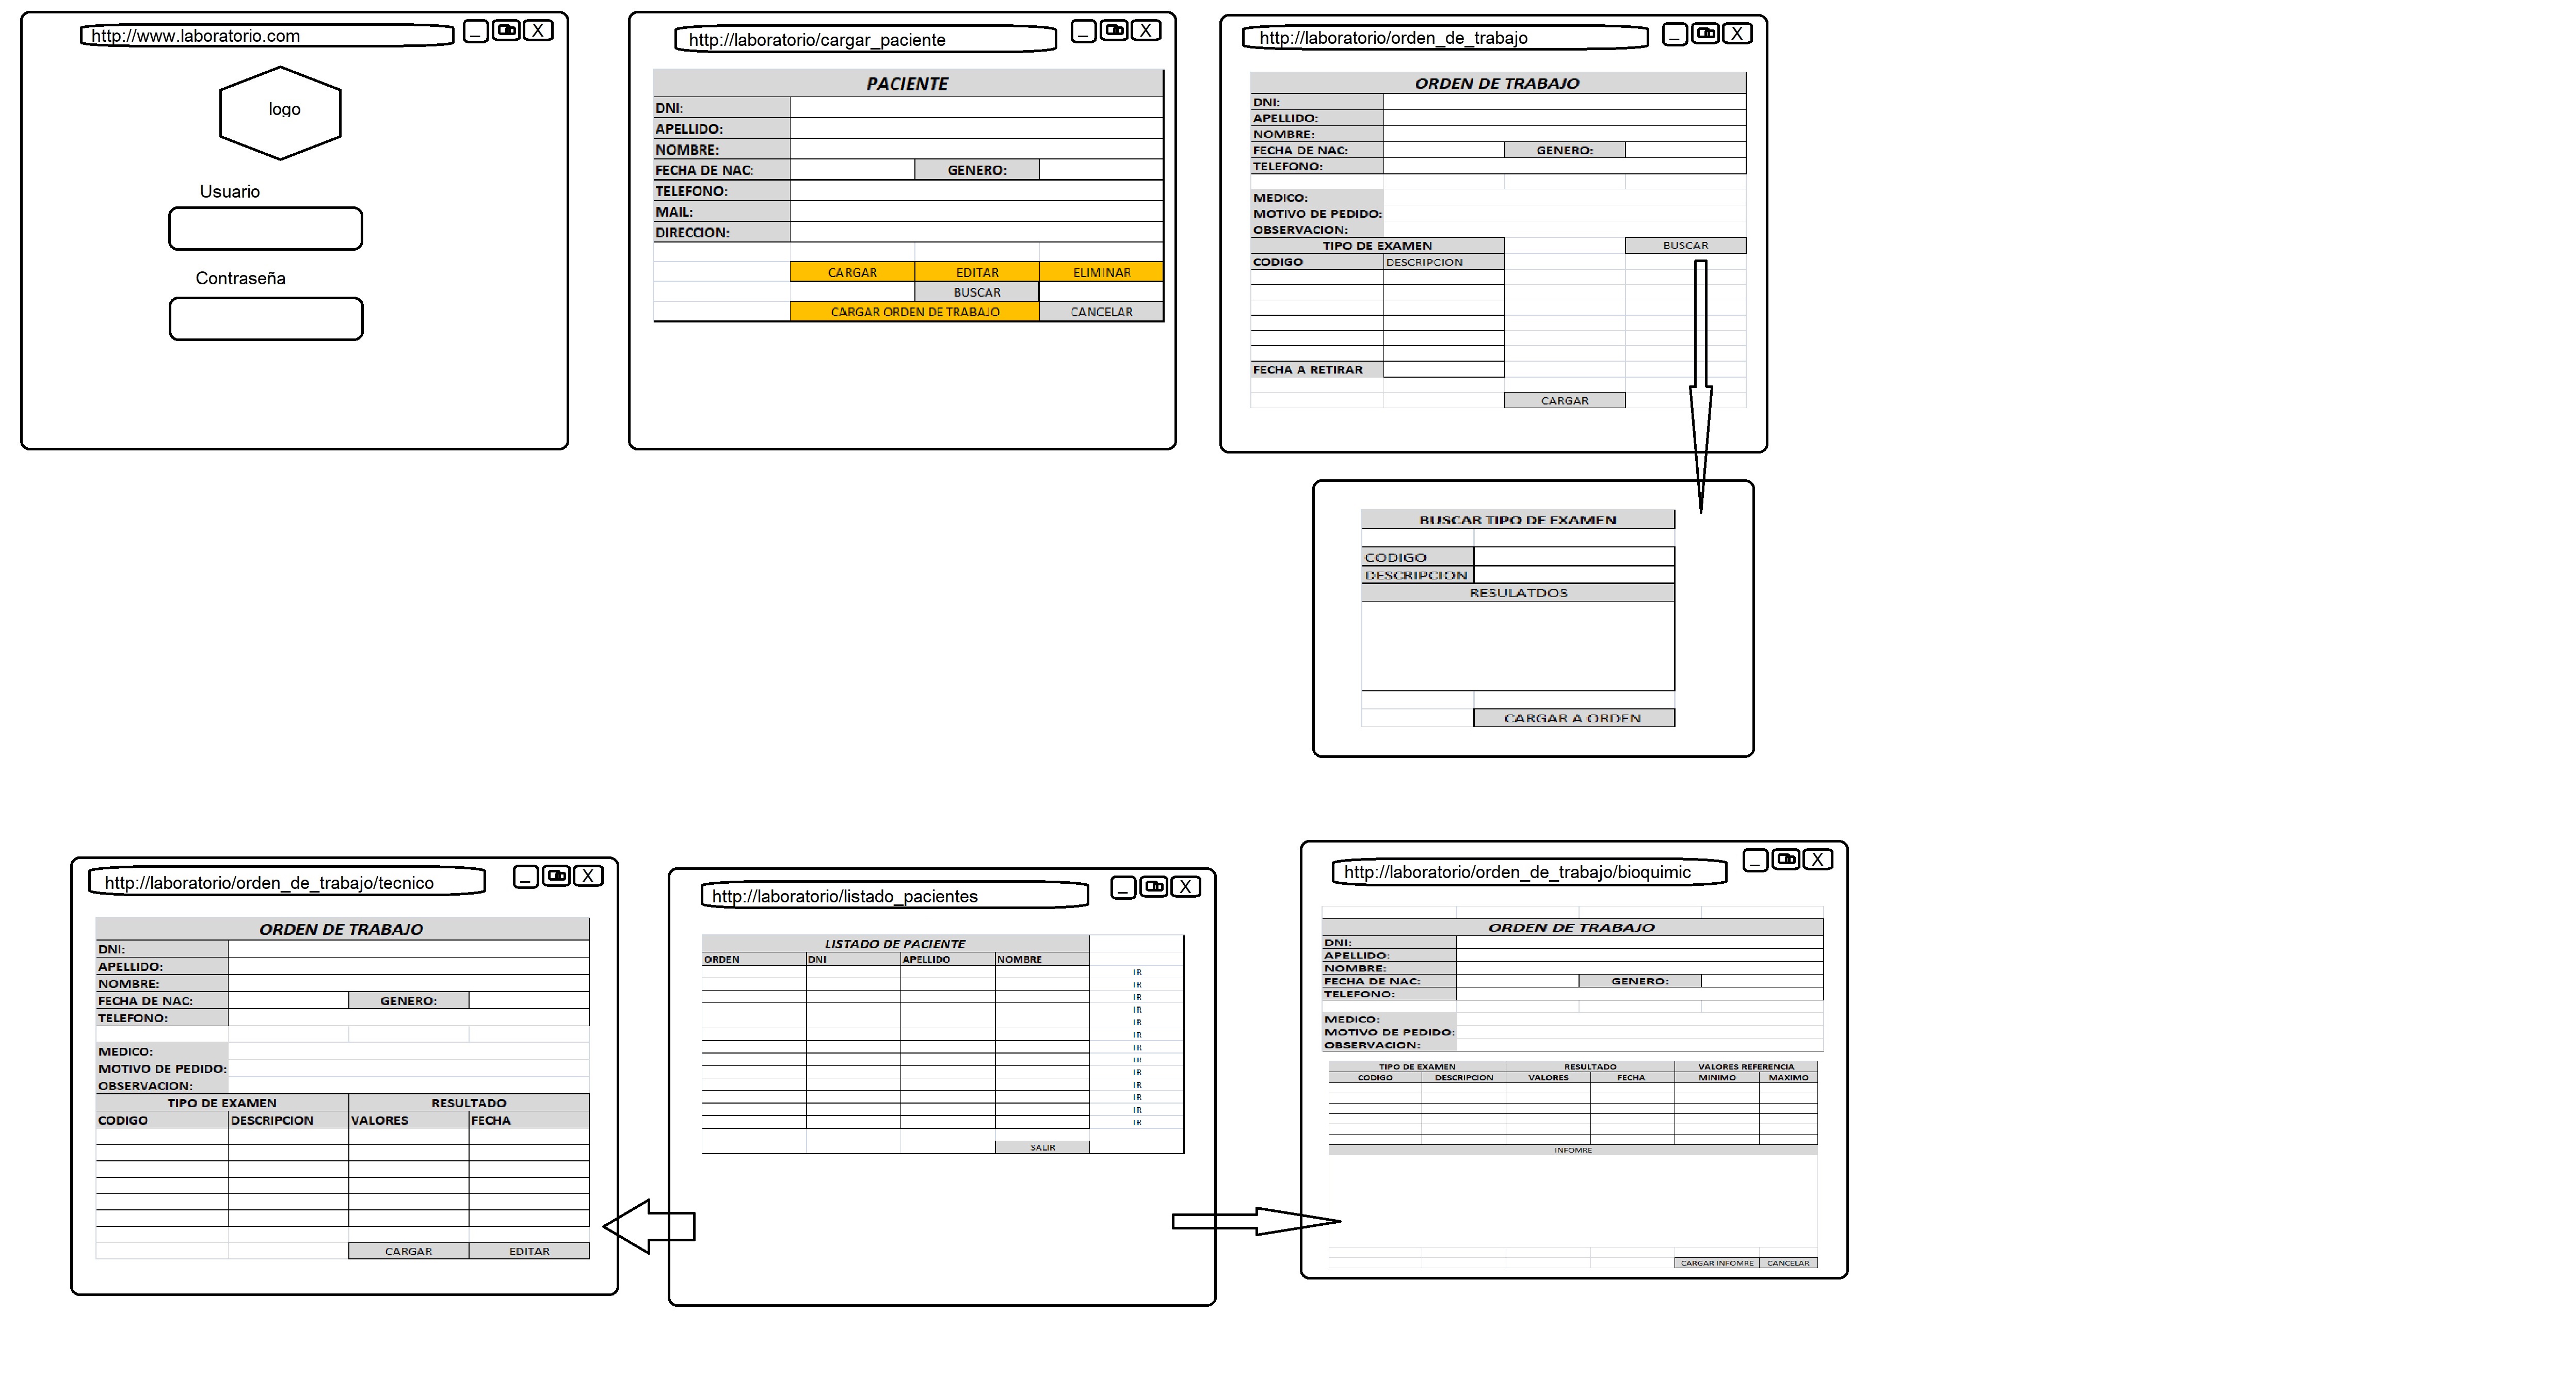 http://www.laboratorio.com
_ X
logo
Usuario
Contraseña
http://laboratorio/cargar_paciente
_ X
PACIENTE
DNI:
APELLIDO:
NOMBRE:
FECHA DE NAC: GENERO:
TELEFONO:
MAIL:
DIRECCION:
CARGAR EDITAR ELIMINAR
BUSCAR
CARGAR ORDEN DE TRABAJO CANCELAR
http://laboratorio/orden_de_trabajo
_ X
ORDEN DE TRABAJO
DNI:
APELLIDO:
NOMBRE:
FECHA DE NAC: GENERO:
TELEFONO:
MEDICO:
MOTIVO DE PEDIDO:
OBSERVACION:
TIPO DE EXAMEN BUSCAR
CODIGO DESCRIPCION
FECHA A RETIRAR
CARGAR
BUSCAR TIPO DE EXAMEN
CODIGO
DESCRIPCION
RESULATDOS
CARGAR A ORDEN
http://laboratorio/orden_de_trabajo/tecnico
_ X
ORDEN DE TRABAJO
DNI:
APELLIDO:
NOMBRE:
FECHA DE NAC: GENERO:
TELEFONO:
MEDICO:
MOTIVO DE PEDIDO:
OBSERVACION:
TIPO DE EXAMEN RESULTADO
CODIGO DESCRIPCION VALORES FECHA
CARGAR EDITAR
http://laboratorio/listado_pacientes
_ X
LISTADO DE PACIENTE
ORDEN DNI APELLIDO NOMBRE
IR
IR
IR
IR
IR
IR
IR
IR
IR
IR
IR
IR
IR
SALIR
http://laboratorio/orden_de_trabajo/bioquimic
_ X
ORDEN DE TRABAJO
DNI:
APELLIDO:
NOMBRE:
FECHA DE NAC: GENERO:
TELEFONO:
MEDICO:
MOTIVO DE PEDIDO:
OBSERVACION:
TIPO DE EXAMEN RESULTADO VALORES REFERENCIA
CODIGO DESCRIPCION VALORES FECHA MINIMO MAXIMO
INFOMRE
CARGAR INFOMRE CANCELAR